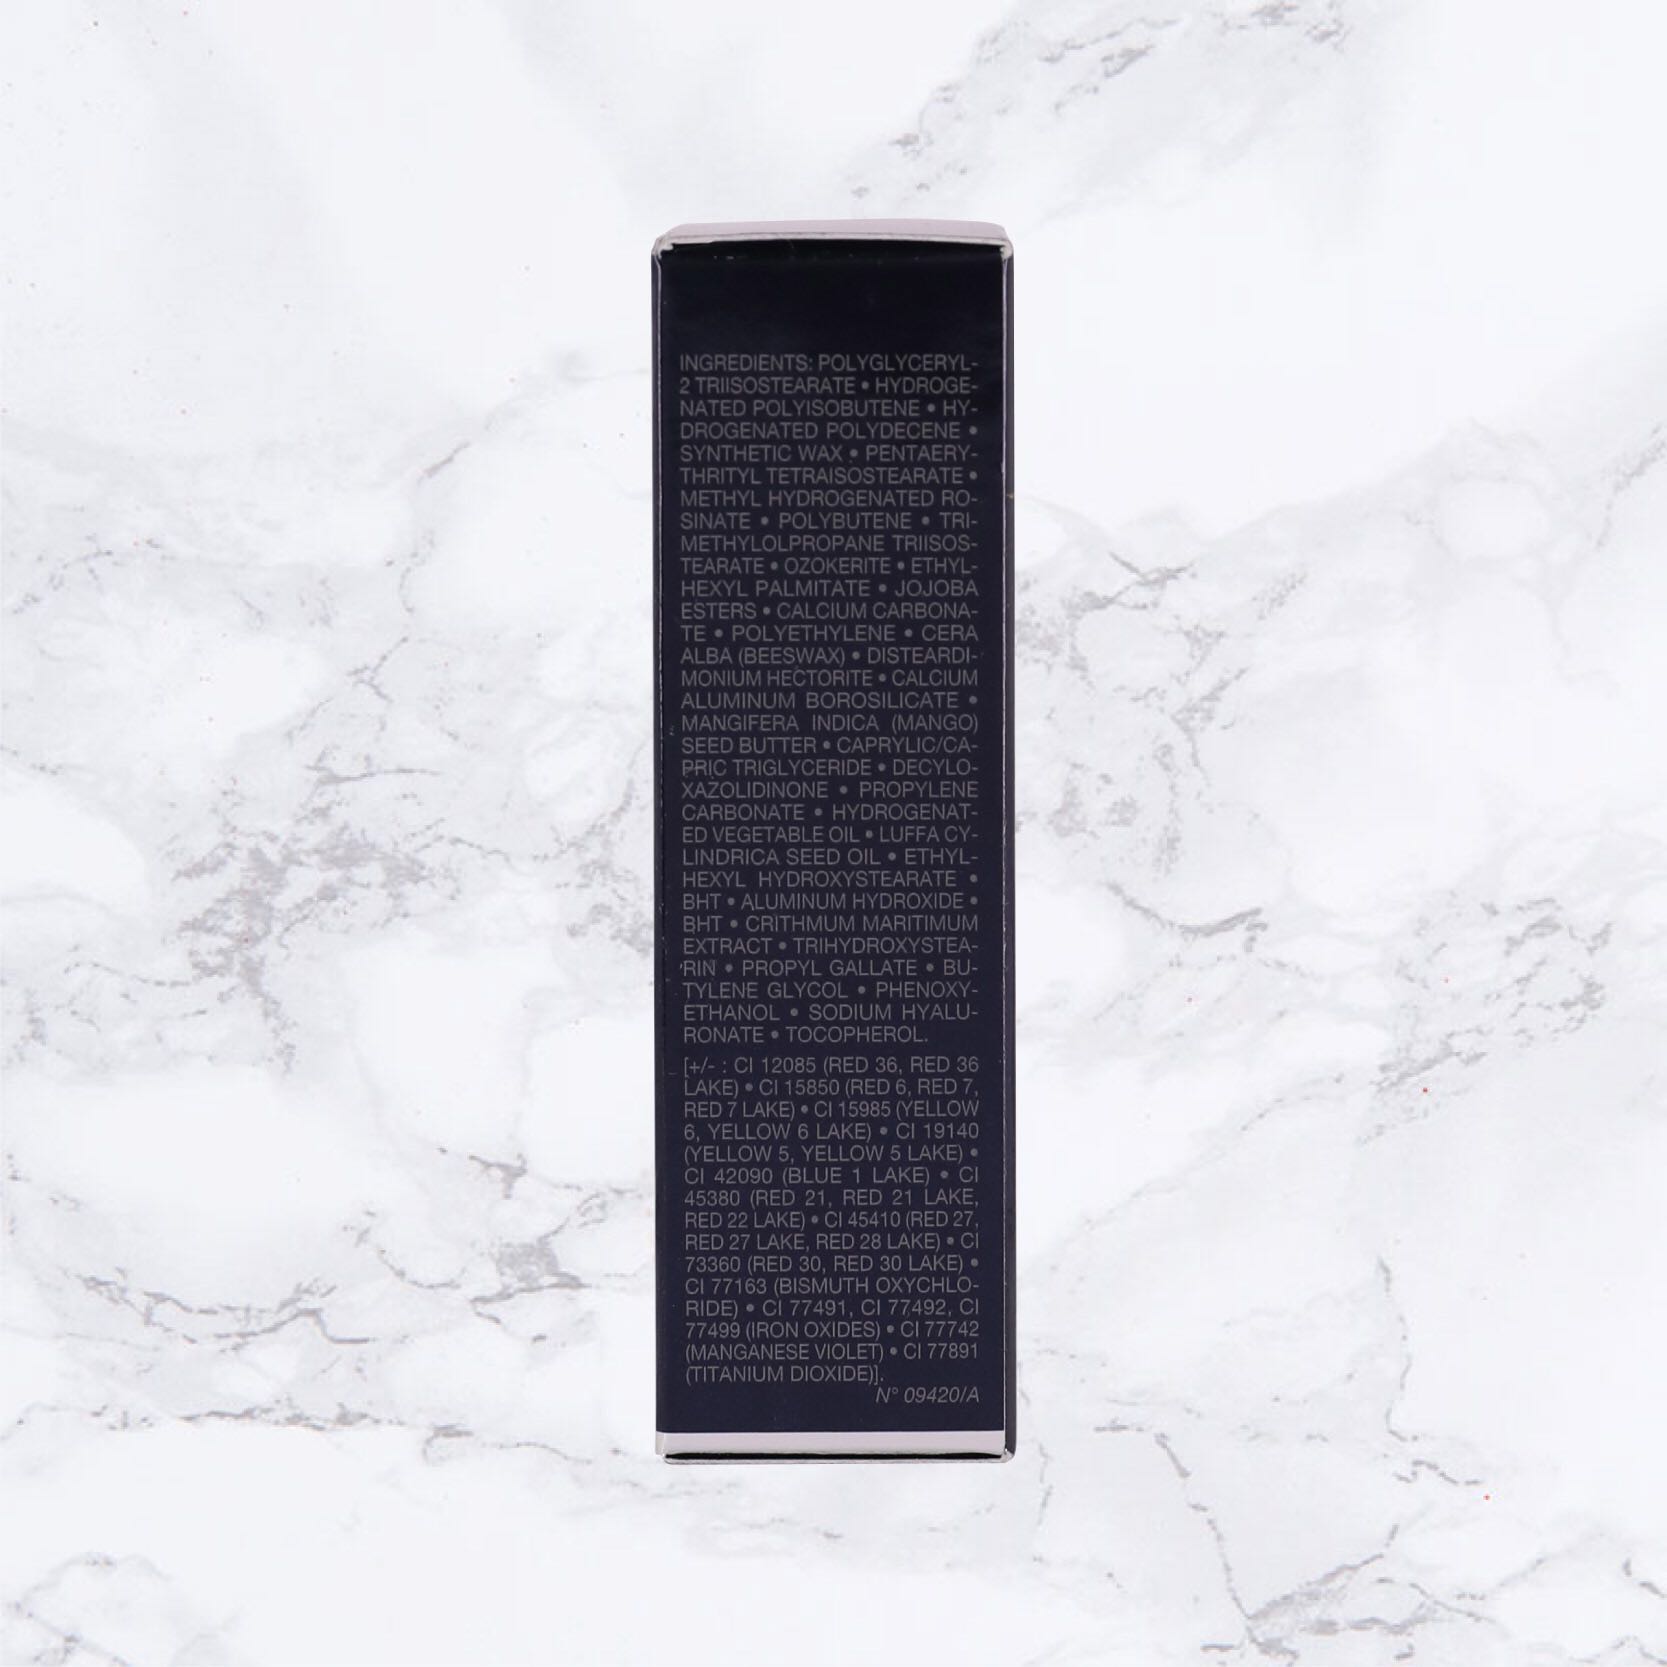 INGREDIENTS: POLYGLYCERYL-
2 TRIISOSTEARATE • HYDROGE-
NATED POLYISOBUTENE • HY-
DROGENATED POLYDECENE •
SYNTHETIC WAX • PENTAERY-
THRITYL TETRAISOSTEARATE •
METHYL HYDROGENATED RO-
SINATE • POLYBUTENE • TRI-
METHYLOLPROPANE TRIISOS-
TEARATE • OZOKERITE • ETHYL-
HEXYL PALMITATE • JOJOBA
ESTERS • CALCIUM CARBONA-
TE • POLYETHYLENE • CERA
ALBA (BEESWAX) • DISTEARDI-
MONIUM HECTORITE • CALCIUM
ALUMINUM BOROSILICATE •
MANGIFERA INDICA (MANGO)
SEED BUTTER • CAPRYLIC/CA-
PRIC TRIGLYCERIDE • DECYLO-
XAZOLIDINONE • PROPYLENE
CARBONATE • HYDROGENAT-
ED VEGETABLE OIL • LUFFA CY-
LINDRICA SEED OIL • ETHYL-
HEXYL HYDROXYSTEARATE •
BHT • ALUMINUM HYDROXIDE •
BHT • CRITHMUM MARITIMUM
EXTRACT • TRIHYDROXYSTEA-
RIN • PROPYL GALLATE • BU-
TYLENE GLYCOL • PHENOXY-
ETHANOL • SODIUM HYALU-
RONATE • TOCOPHEROL.
[+/- : CI 12085 (RED 36, RED 36
LAKE) • CI 15850 (RED 6, RED 7,
RED 7 LAKE) • CI 15985 (YELLOW
6, YELLOW 6 LAKE) • CI 19140
(YELLOW 5, YELLOW 5 LAKE) •
CI 42090 (BLUE 1 LAKE) • CI
45380 (RED 21, RED 21 LAKE,
RED 22 LAKE) • CI 45410 (RED 27,
RED 27 LAKE, RED 28 LAKE) • CI
73360 (RED 30, RED 30 LAKE) •
CI 77163 (BISMUTH OXYCHLO-
RIDE) • CI 77491, CI 77492, CI
77499 (IRON OXIDES) • CI 77742
(MANGANESE VIOLET) • CI 77891
(TITANIUM DIOXIDE)].
N° 09420/A